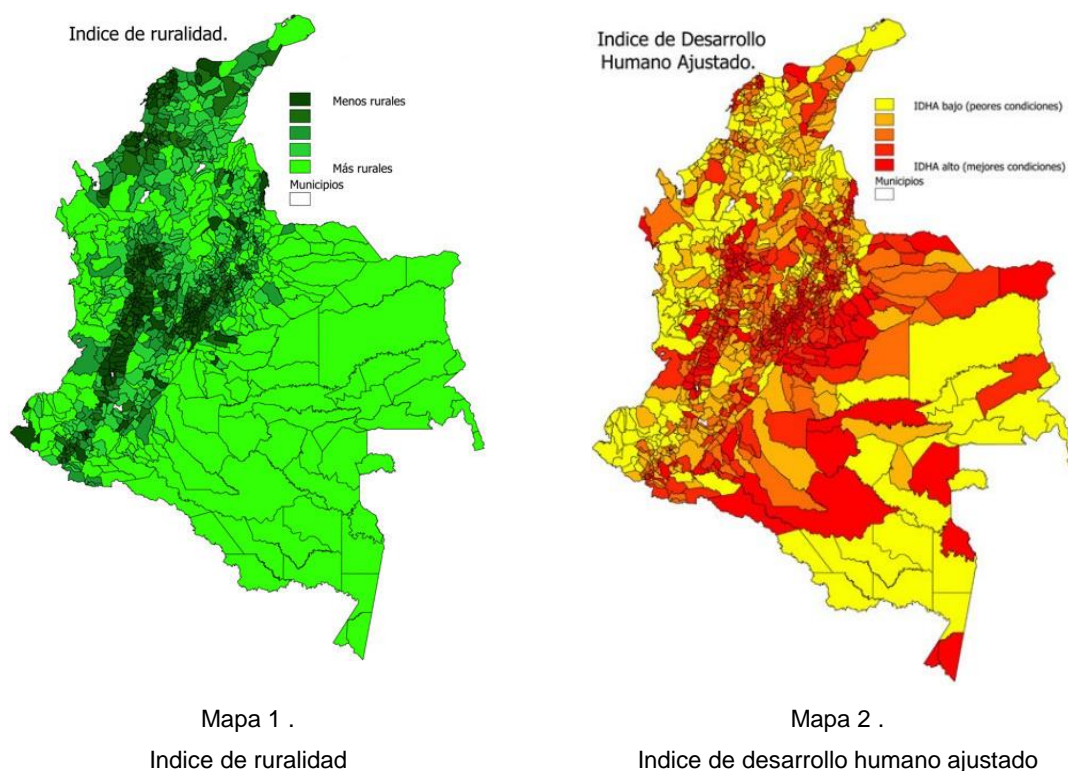 Indice de ruralidad.
Menos rurales
Más rurales
Municipios
Indice de Desarrollo
Humano Ajustado.
IDHA bajo (peores condiciones)
IDHA alto (mejores condiciones)
Municipios
Mapa 1 .
Indice de ruralidad
Mapa 2 .
Indice de desarrollo humano ajustado